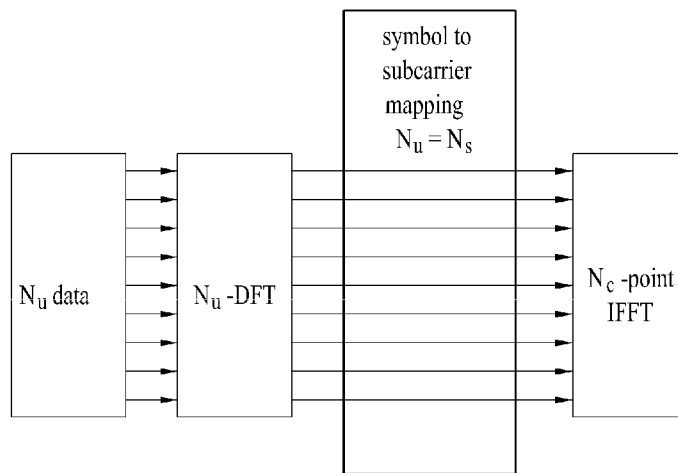 symbol to
subcarrier
mapping
N_u = N_s
N_u data
N_u -DFT
N_c -point
IFFT